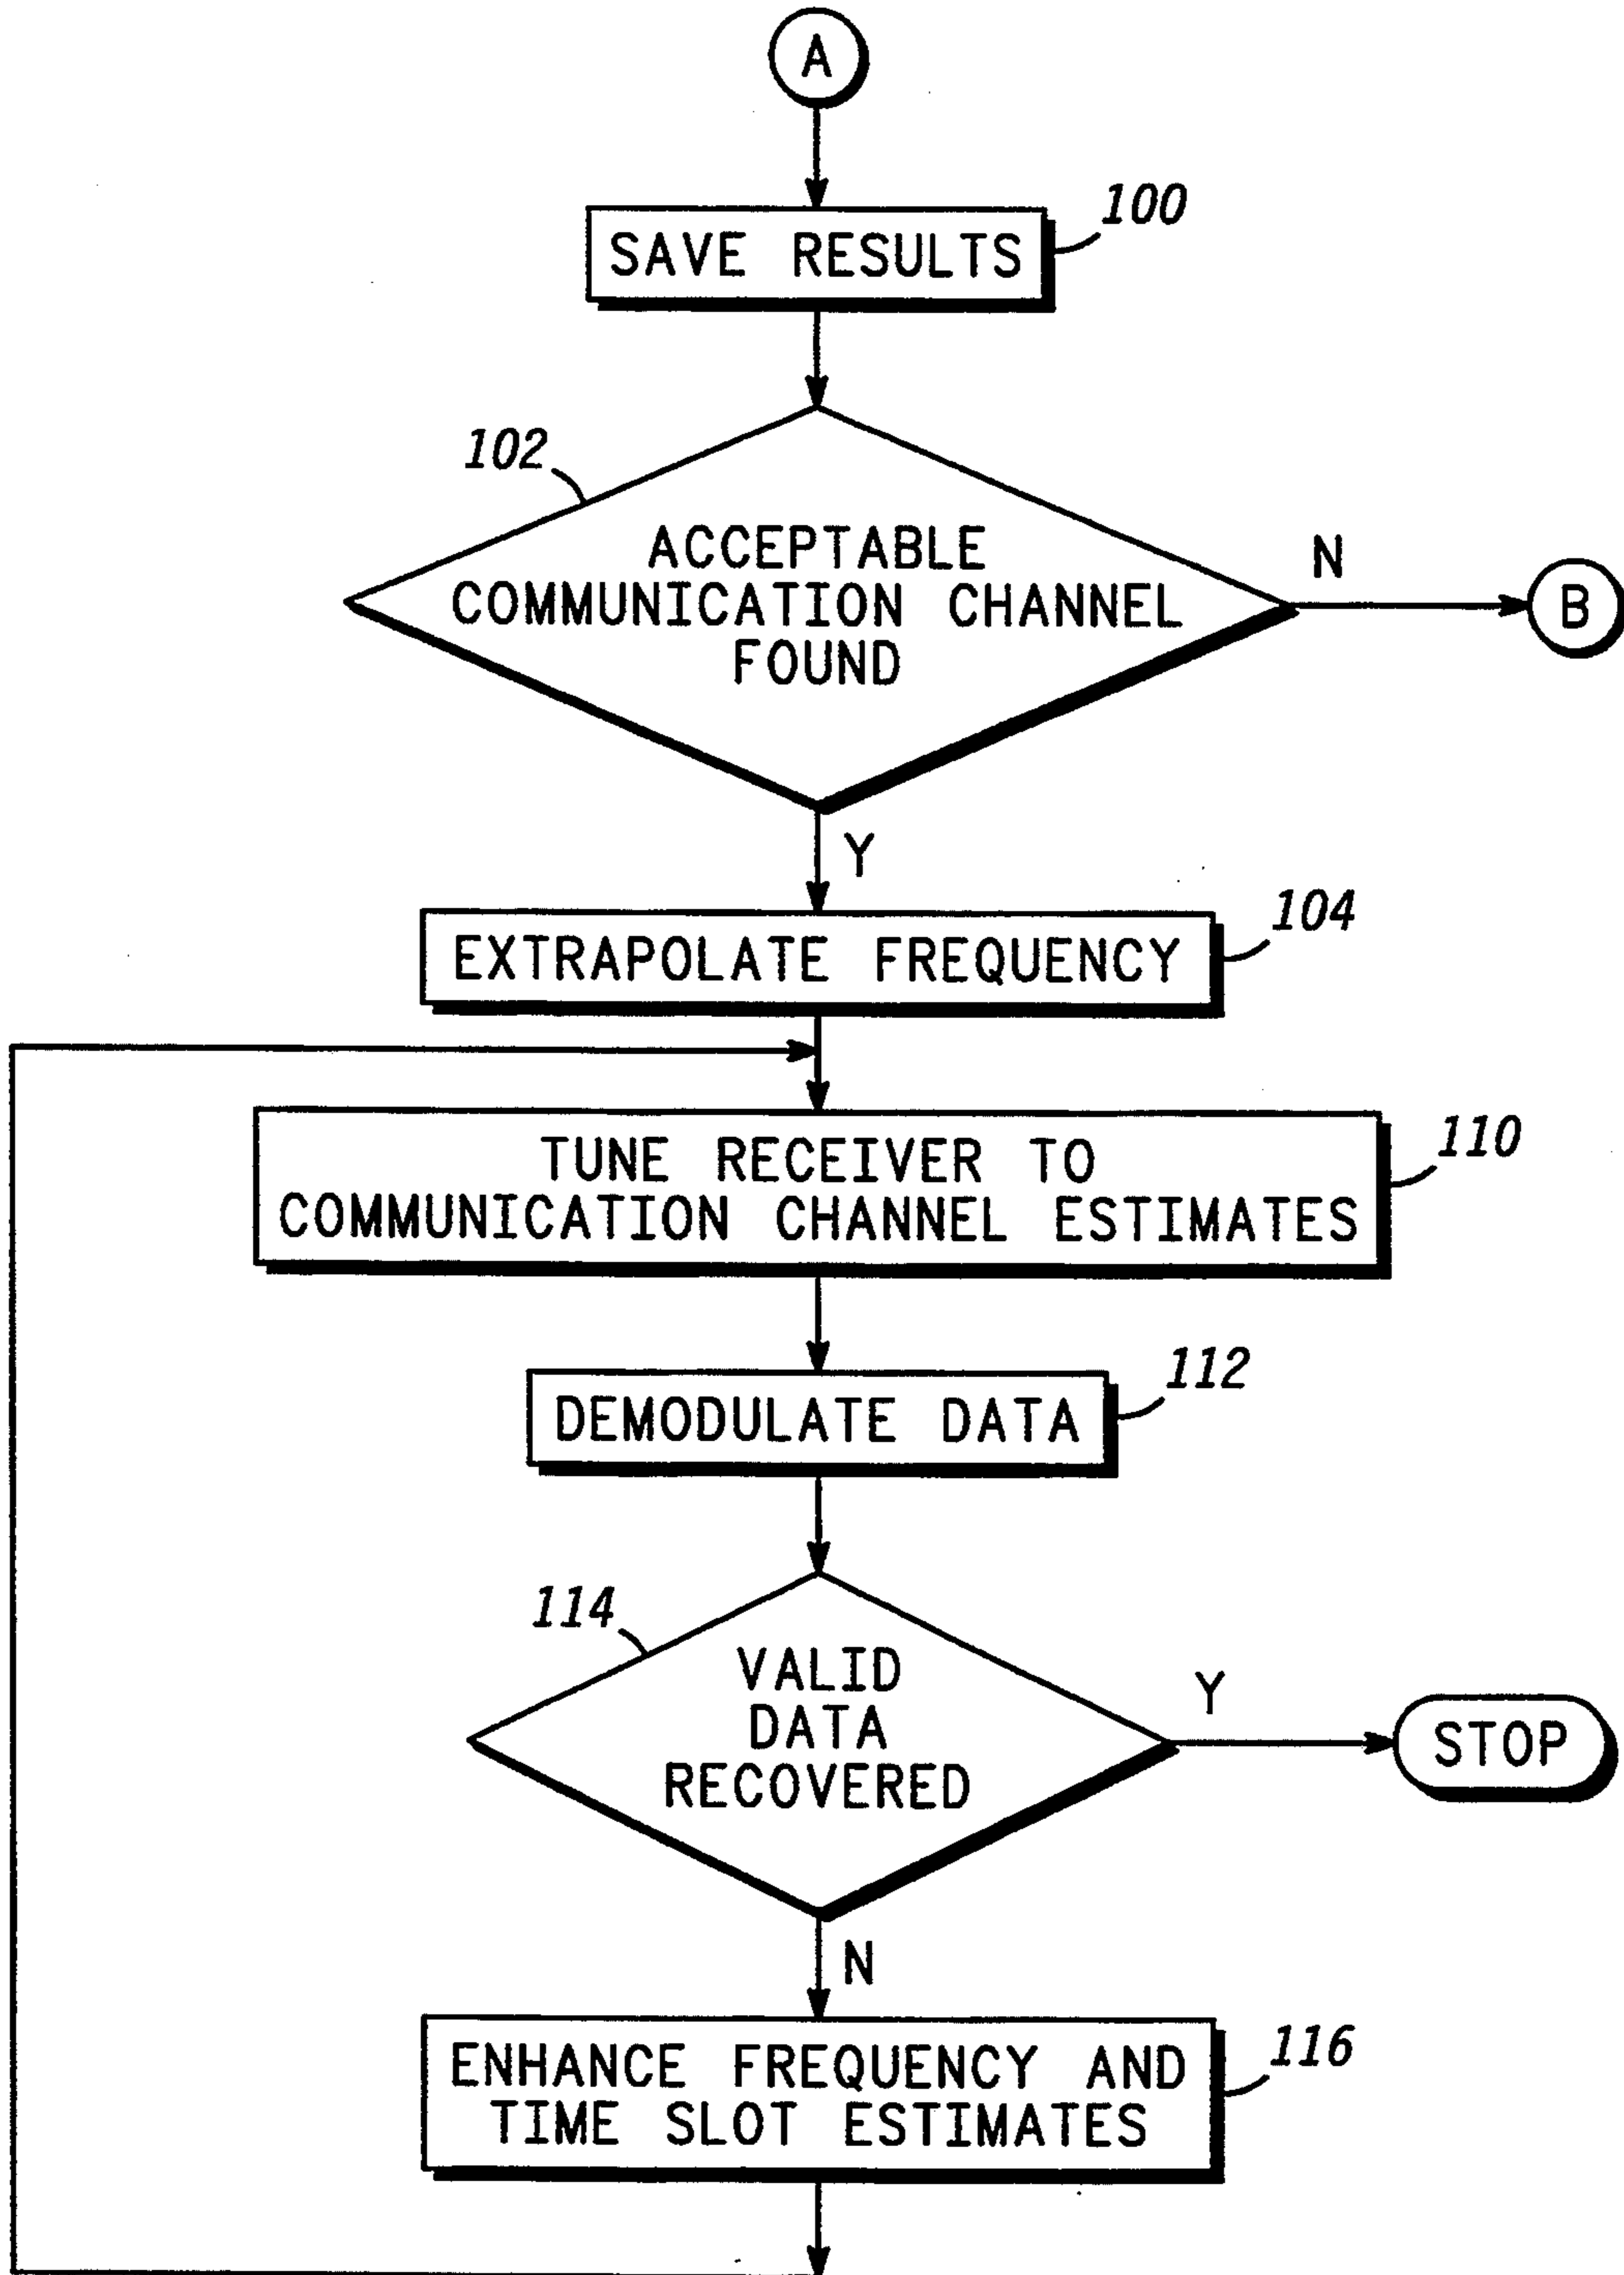 A
SAVE RESULTS
100
102
ACCEPTABLE
COMMUNICATION CHANNEL
FOUND
N
B
Y
EXTRAPOLATE FREQUENCY
104
TUNE RECEIVER TO
COMMUNICATION CHANNEL ESTIMATES
110
DEMODULATE DATA
112
114
VALID
DATA
RECOVERED
Y
STOP
N
ENHANCE FREQUENCY AND
TIME SLOT ESTIMATES
116